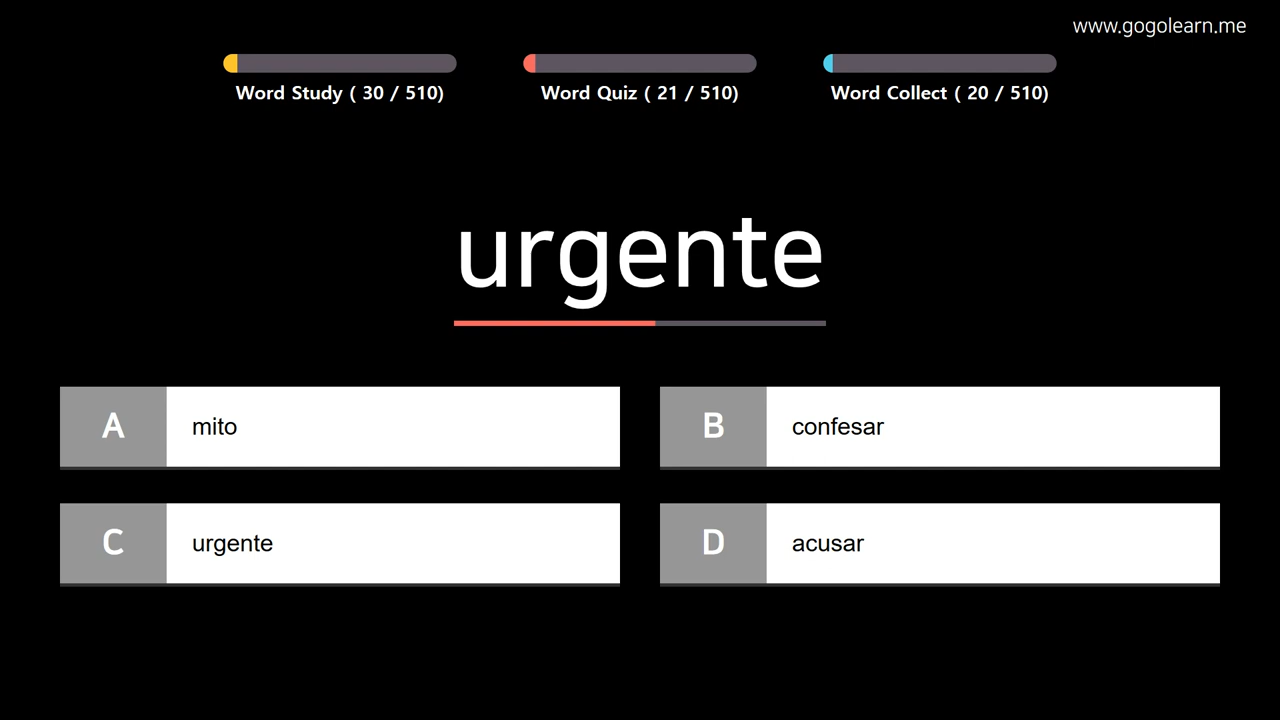 www.gogolearn.me
Word Study ( 30 / 510)
Word Quiz ( 21 / 510)
Word Collect ( 20 / 510)
urgente
A mito
B confesar
C urgente
D acusar